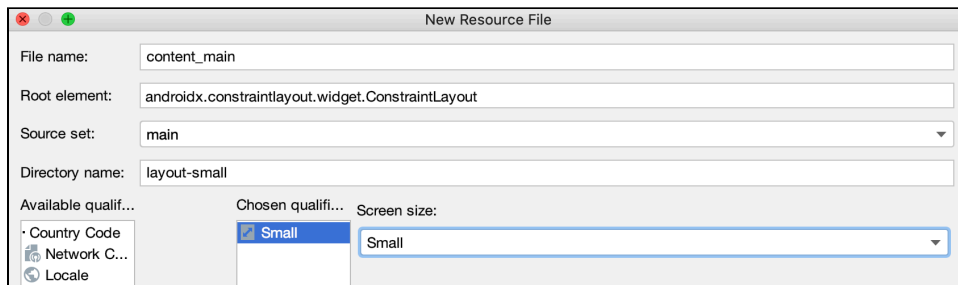 New Resource File
File name: content_main
Root element: androidx.constraintlayout.widget.ConstraintLayout
Source set: main
Directory name: layout-small
Available qualif... Chosen qualifi... Screen size:
Country Code Small Small
Network C...
Locale